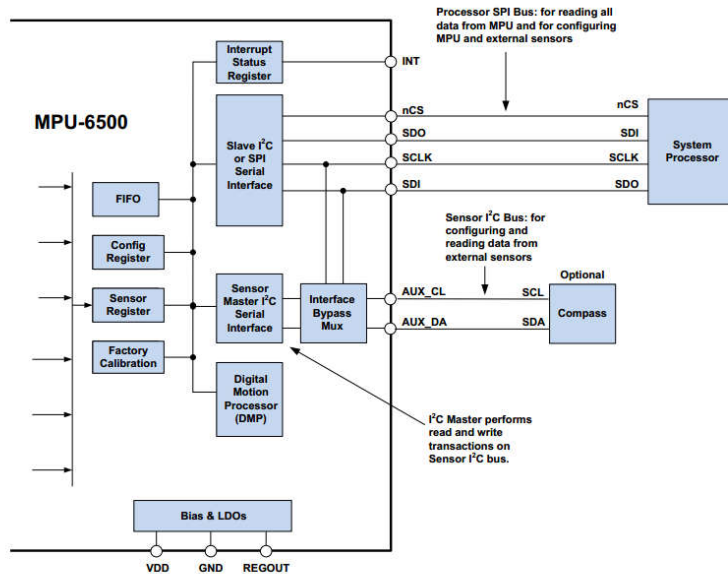 Processor SPI Bus: for reading all
data from MPU and for configuring
MPU and external sensors
Interrupt
Status
Register
INT
MPU-6500
nCS
nCS
Slave I²C
or SPI
Serial
Interface
SDO
SDI
SCLK
SCLK
SDI
SDO
System
Processor
FIFO
Config
Register
Sensor I²C Bus: for
configuring and
reading data from
external sensors
Optional
Sensor
Register
Sensor
Master I²C
Serial
Interface
Interface
Bypass
Mux
AUX_CL
SCL
AUX_DA
SDA
Compass
Factory
Calibration
Digital
Motion
Processor
(DMP)
I²C Master performs
read and write
transactions on
Sensor I²C bus.
Bias & LDOs
VDD
GND
REGOUT